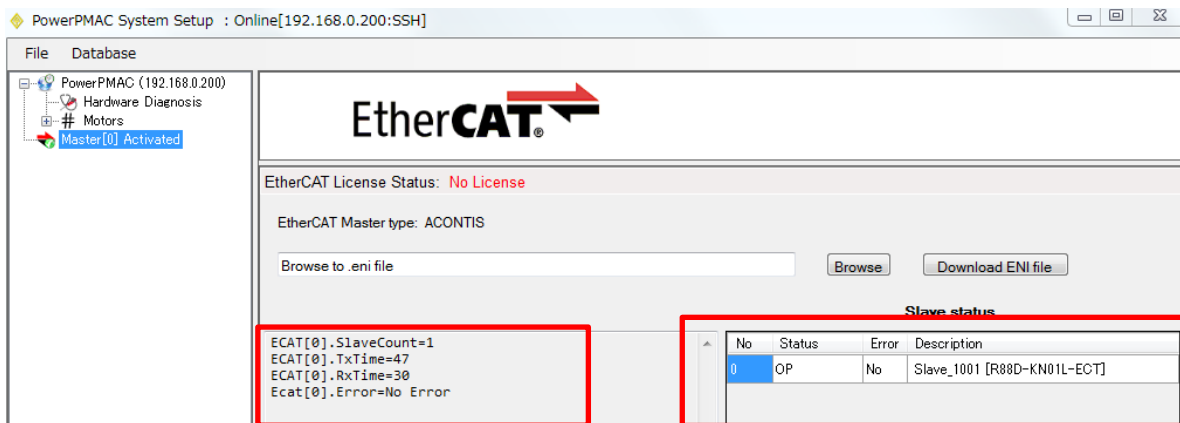 PowerPMAC System Setup : Online[192.168.0.200:SSH]
File Database
PowerPMAC (192.168.0.200)
Hardware Diagnosis
Motors
Master[0] Activated
EtherCAT®
EtherCAT License Status: No License
EtherCAT Master type: ACONTIS
Browse to .eni file
Browse
Download ENI file
Slave status
ECAT[0].SlaveCount=1
ECAT[0].TxTime=47
ECAT[0].RxTime=30
Ecat[0].Error=No Error
No Status Error Description
0 OP No Slave_1001 [R88D-KN01L-ECT]